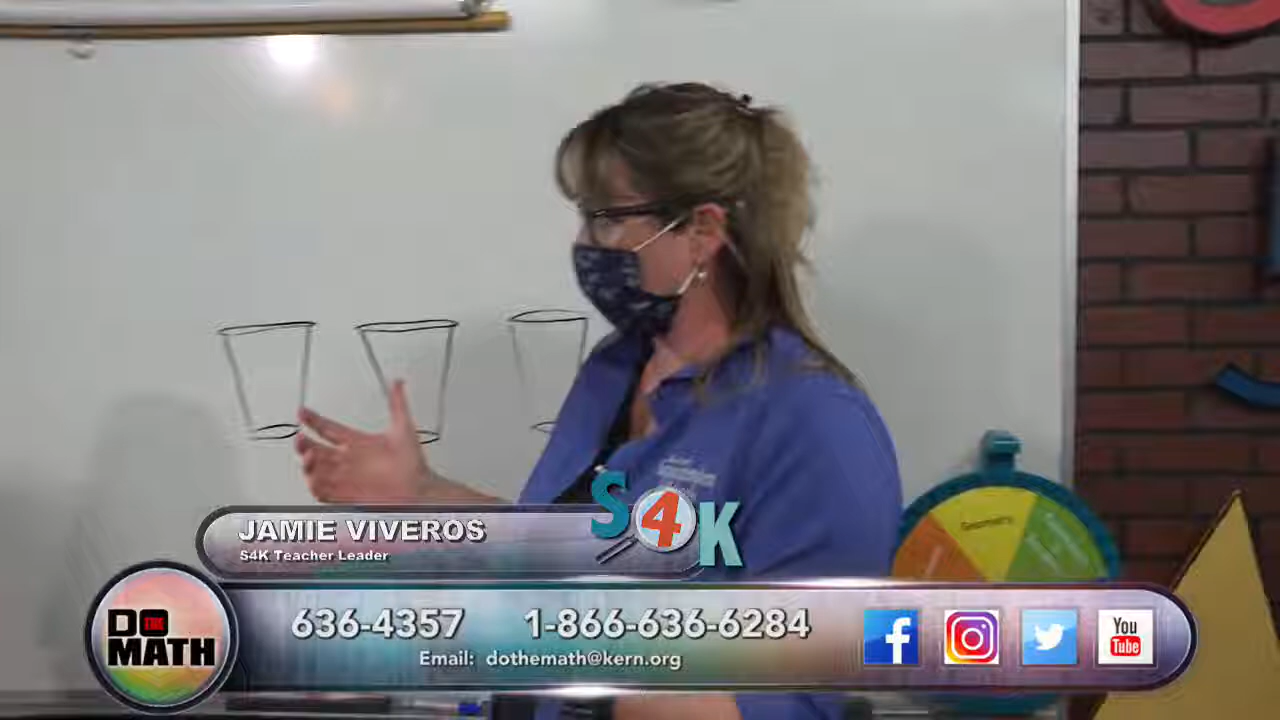 JAMIE VIVEROS
S4K Teacher Leader
S4K
DO THE MATH
636-4357 1-866-636-6284
Email: dothemath@kern.org
f
You
Tube
Geometry